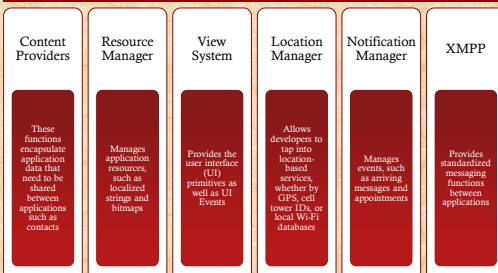 Content
Providers
These
functions
encapsulate
application
data that
need to be
shared
between
applications
such as
contacts
Resource
Manager
Manages
application
resources,
such as
localized
strings and
bitmaps
View
System
Provides the
user interface
(UI)
primitives as
well as UI
Events
Location
Manager
Allows
developers to
tap into
location-
based
services,
whether by
GPS, cell
tower IDs, or
local Wi-Fi
databases
Notification
Manager
Manages
events, such
as arriving
messages and
appointments
XMPP
Provides
standardized
messaging
functions
between
applications